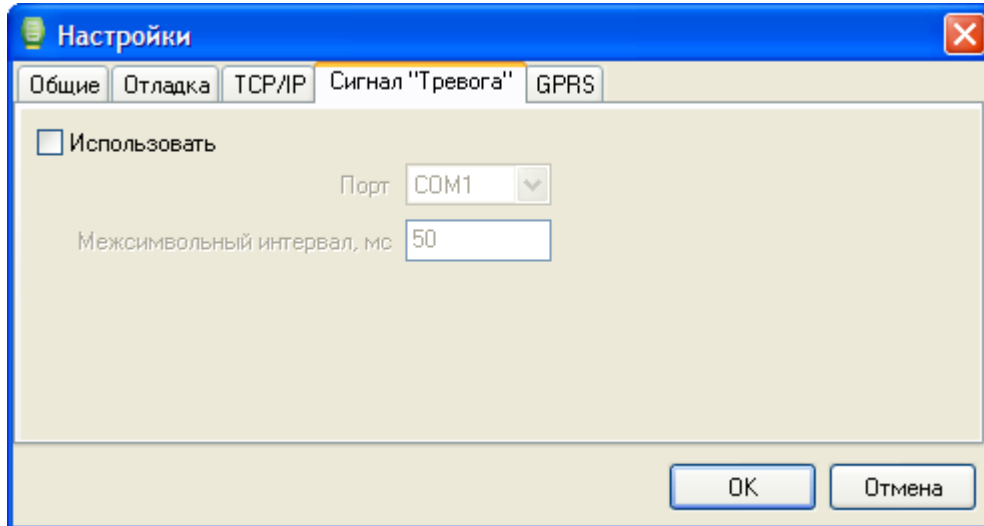 Настройки
Общие Отладка TCP/IP Сигнал "Тревога" GPRS
Использовать
Порт COM1
Межсимвольный интервал, мс 50
OK Отмена